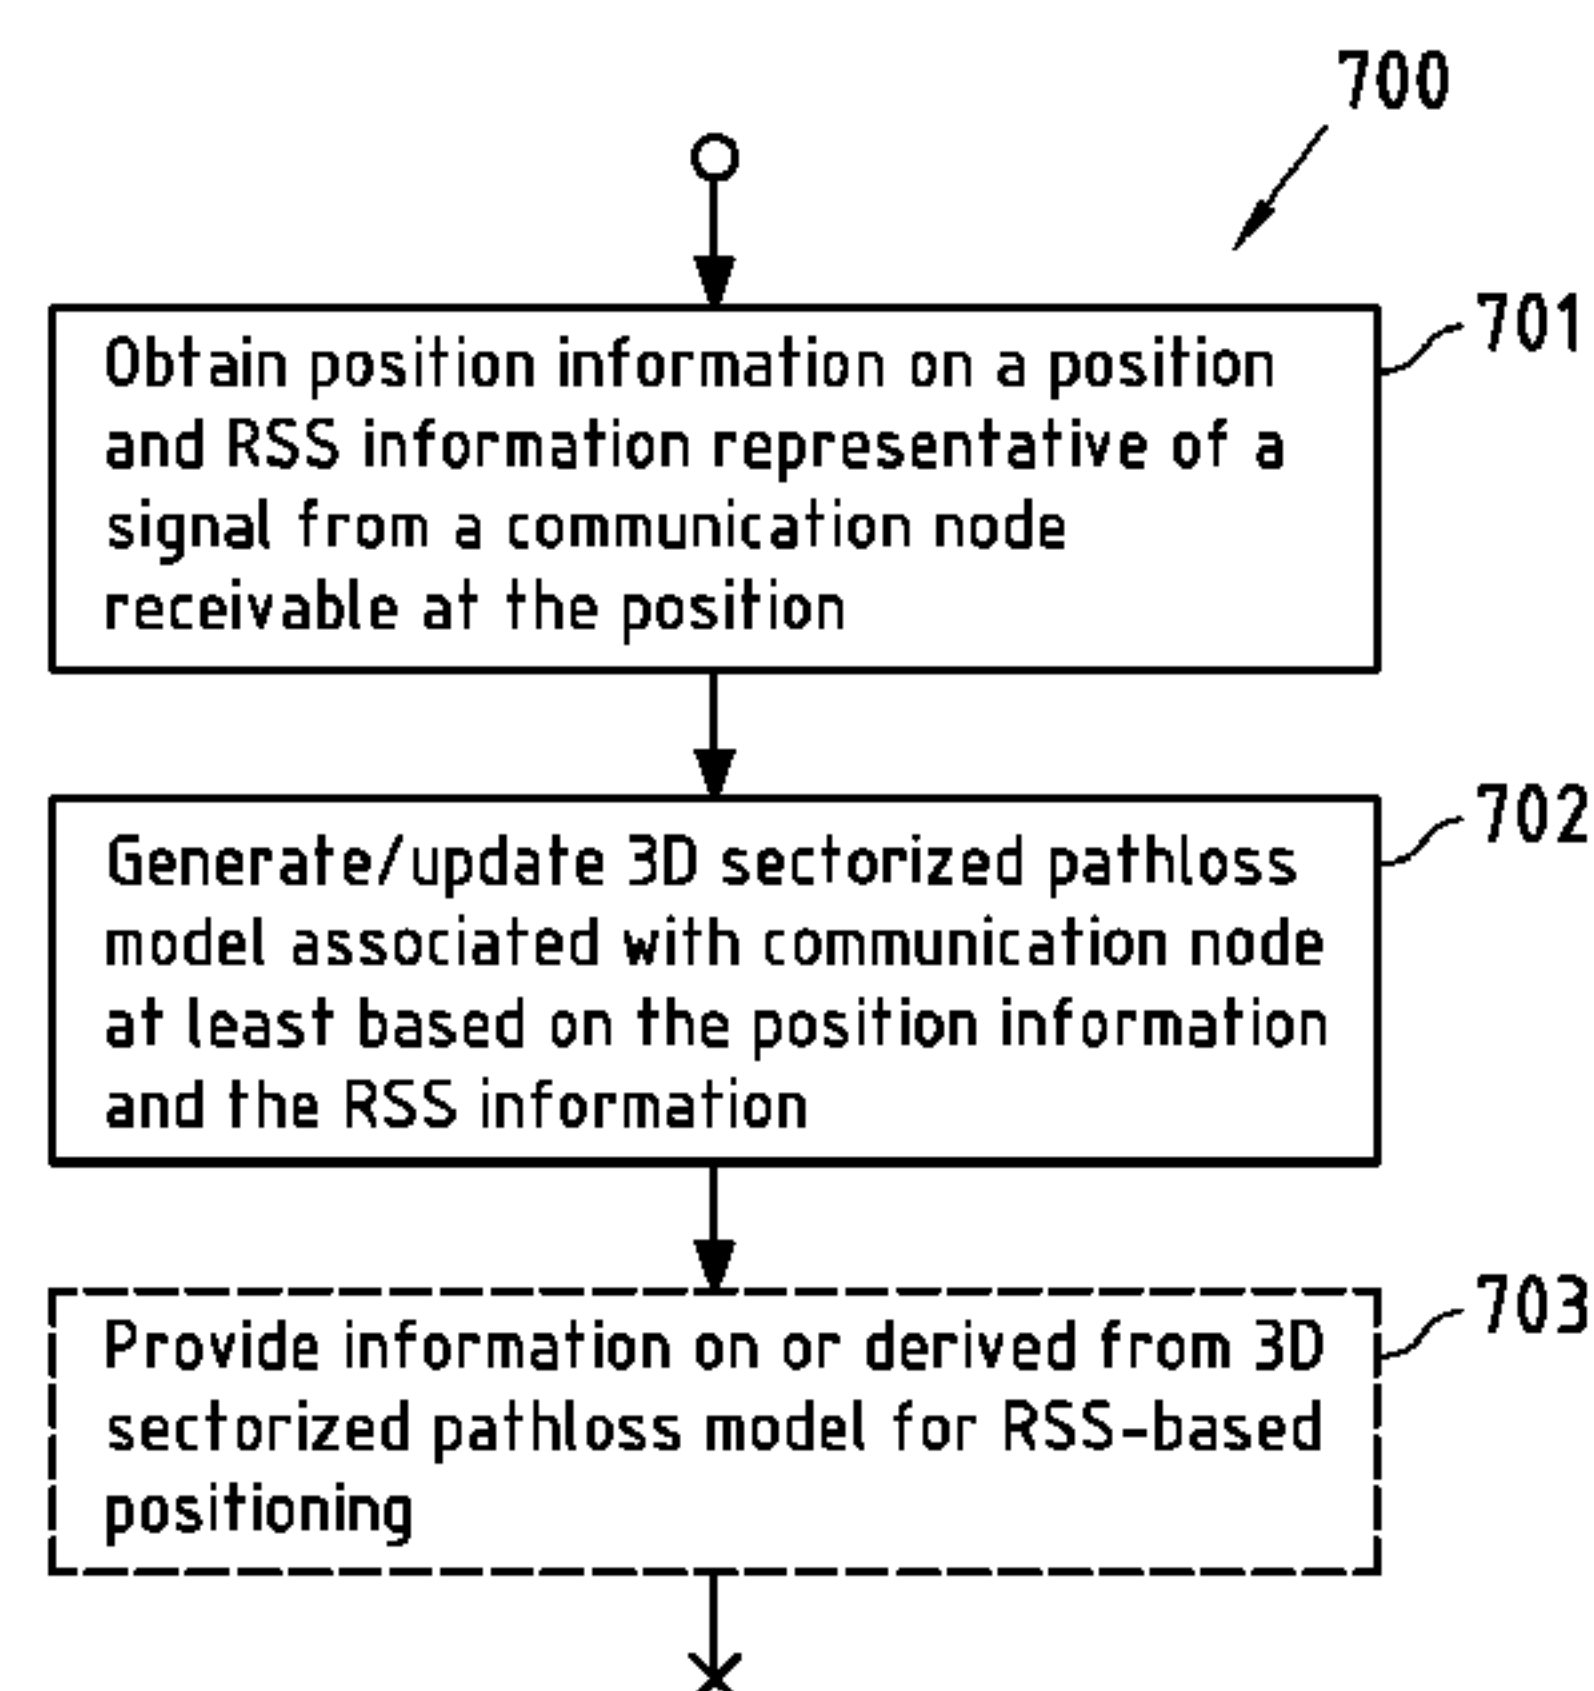 700
Obtain position information on a position
and RSS information representative of a
signal from a communication node
receivable at the position
701
Generate/update 3D sectorized pathloss
model associated with communication node
at least based on the position information
and the RSS information
702
Provide information on or derived from 3D
sectorized pathloss model for RSS-based
positioning
703